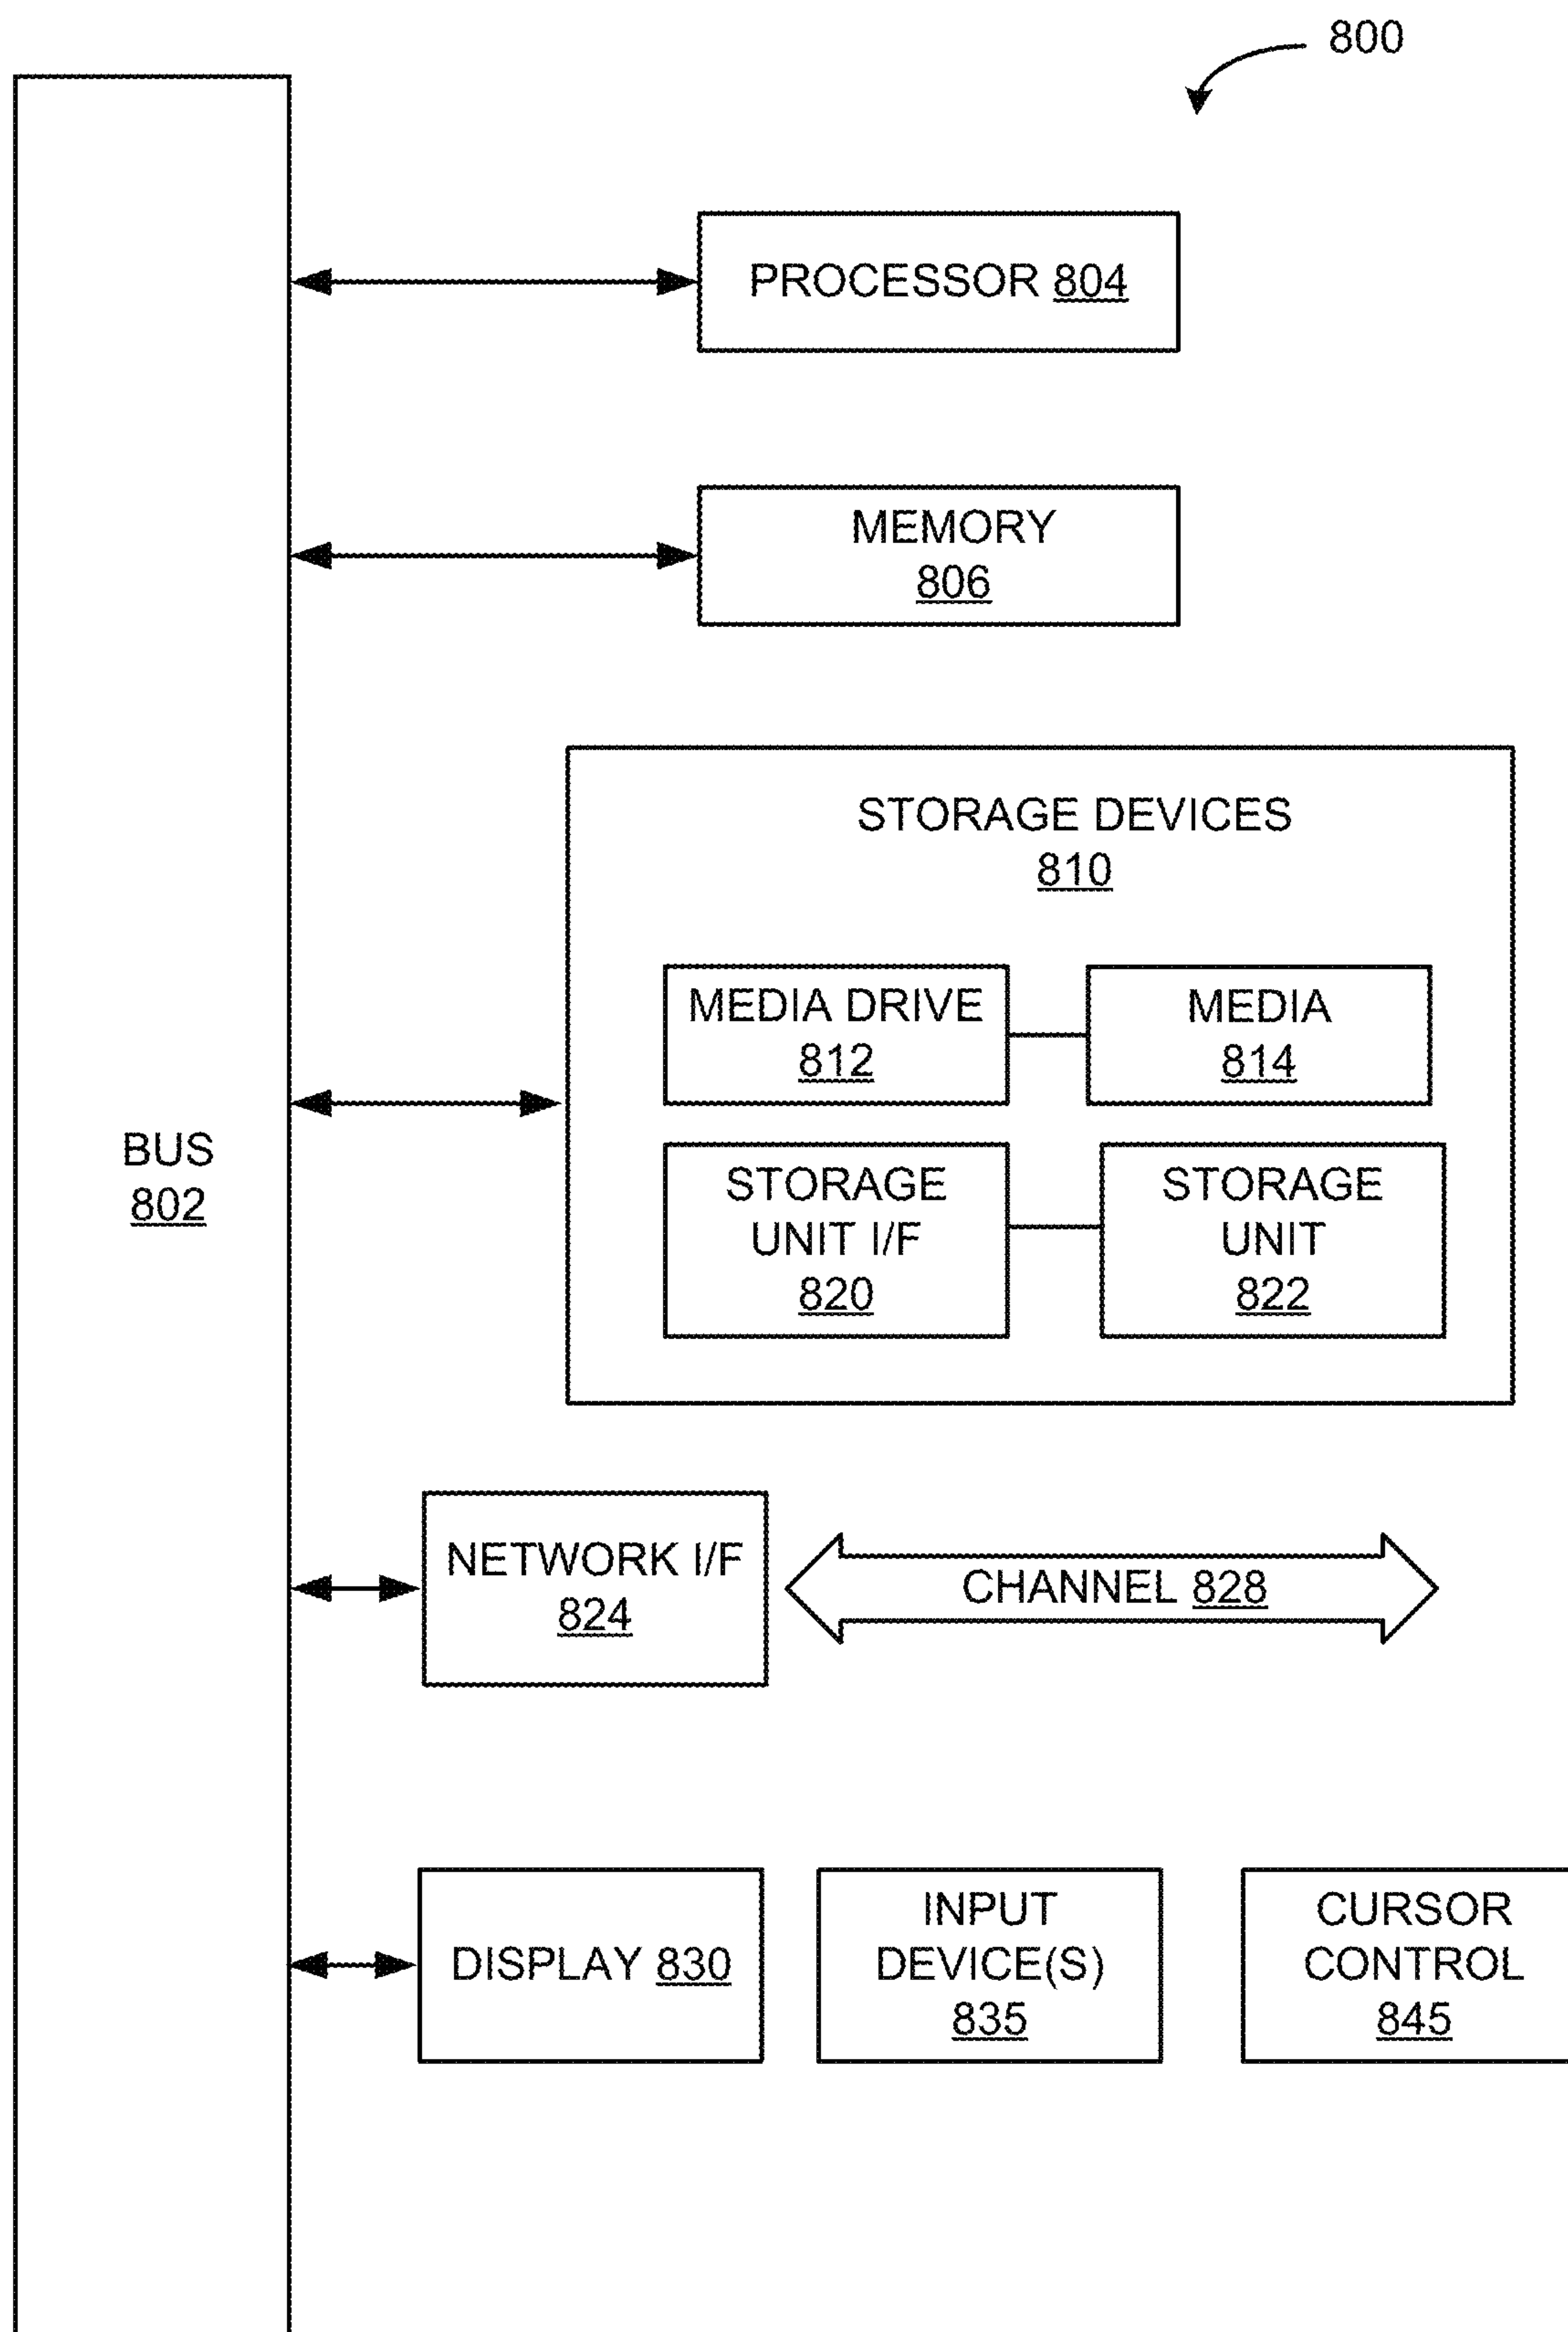 800
PROCESSOR 804
MEMORY
806
STORAGE DEVICES
810
MEDIA DRIVE
812
MEDIA
814
BUS
802
STORAGE
UNIT I/F
820
STORAGE
UNIT
822
NETWORK I/F
824
CHANNEL 828
DISPLAY 830
INPUT
DEVICE(S)
835
CURSOR
CONTROL
845